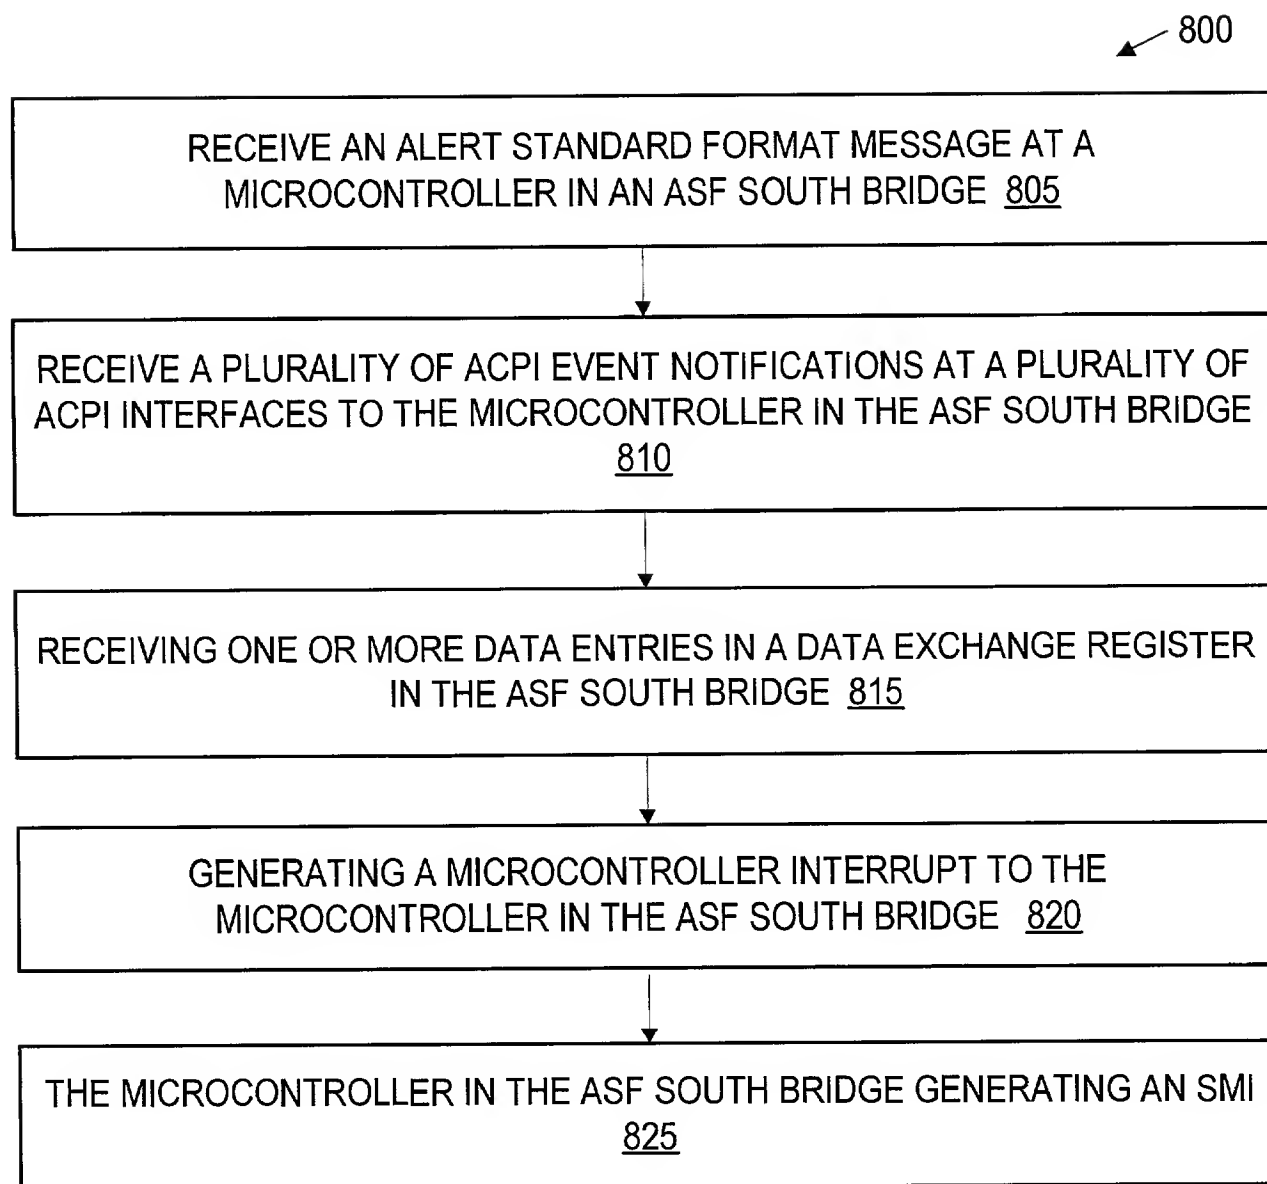 800
RECEIVE AN ALERT STANDARD FORMAT MESSAGE AT A
MICROCONTROLLER IN AN ASF SOUTH BRIDGE 805
RECEIVE A PLURALITY OF ACPI EVENT NOTIFICATIONS AT A PLURALITY OF
ACPI INTERFACES TO THE MICROCONTROLLER IN THE ASF SOUTH BRIDGE
810
RECEIVING ONE OR MORE DATA ENTRIES IN A DATA EXCHANGE REGISTER
IN THE ASF SOUTH BRIDGE 815
GENERATING A MICROCONTROLLER INTERRUPT TO THE
MICROCONTROLLER IN THE ASF SOUTH BRIDGE 820
THE MICROCONTROLLER IN THE ASF SOUTH BRIDGE GENERATING AN SMI
825